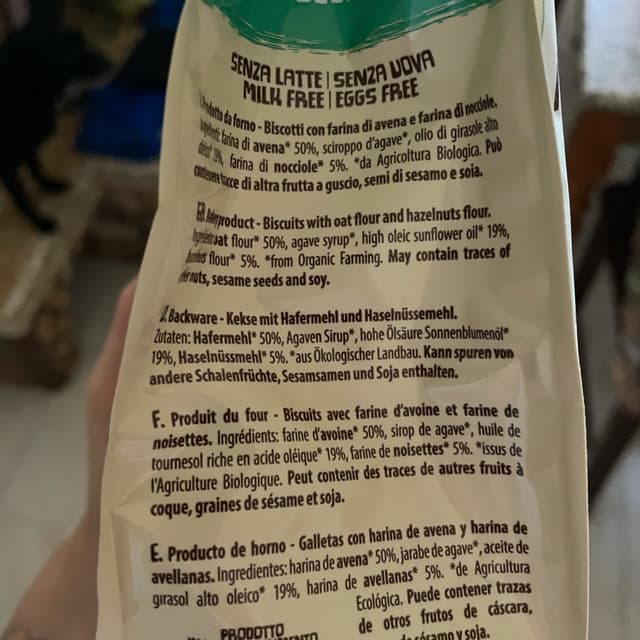 SENZA LATTE | SENZA UOVA
MILK FREE | EGGS FREE
Prodotto da forno - Biscotti con farina di avena e farina di nocciole.
farina di avena* 50%, sciroppo d'agave*, olio di girasole alto
19%, farina di nocciole* 5%. *da Agricoltura Biologica. Può
contenere tracce di altra frutta a guscio, semi di sesamo e soia.
product - Biscuits with oat flour and hazelnuts flour.
oat flour* 50%, agave syrup*, high oleic sunflower oil* 19%,
flour* 5%. *from Organic Farming. May contain traces of
nuts, sesame seeds and soy.
Backware - Kekse mit Hafermehl und Haselnüssemehl.
Zutaten: Hafermehl* 50%, Agaven Sirup*, hohe Ölsäure Sonnenblumenöl*
19%, Haselnüssmehl* 5%. *aus Ökologischer Landbau. Kann spuren von
andere Schalenfrüchte, Sesamsamen und Soja enthalten.
F. Produit du four - Biscuits avec farine d'avoine et farine de
noisettes. Ingrédients: farine d'avoine* 50%, sirop de agave*, huile de
tournesol riche en acide oléique* 19%, farine de noisettes* 5%. *issus de
l'Agriculture Biologique. Peut contenir des traces de autres fruits à
coque, graines de sésame et soja.
E. Producto de horno - Galletas con harina de avena y harina de
avellanas. Ingredientes: harina de avena* 50%, jarabe de agave*, aceite de
girasol alto oleico* 19%, harina de avellanas* 5%. *de Agricultura
Ecológica. Puede contener trazas
de otros frutos de cáscara,
de sésamo y soja.
PRODOTTO